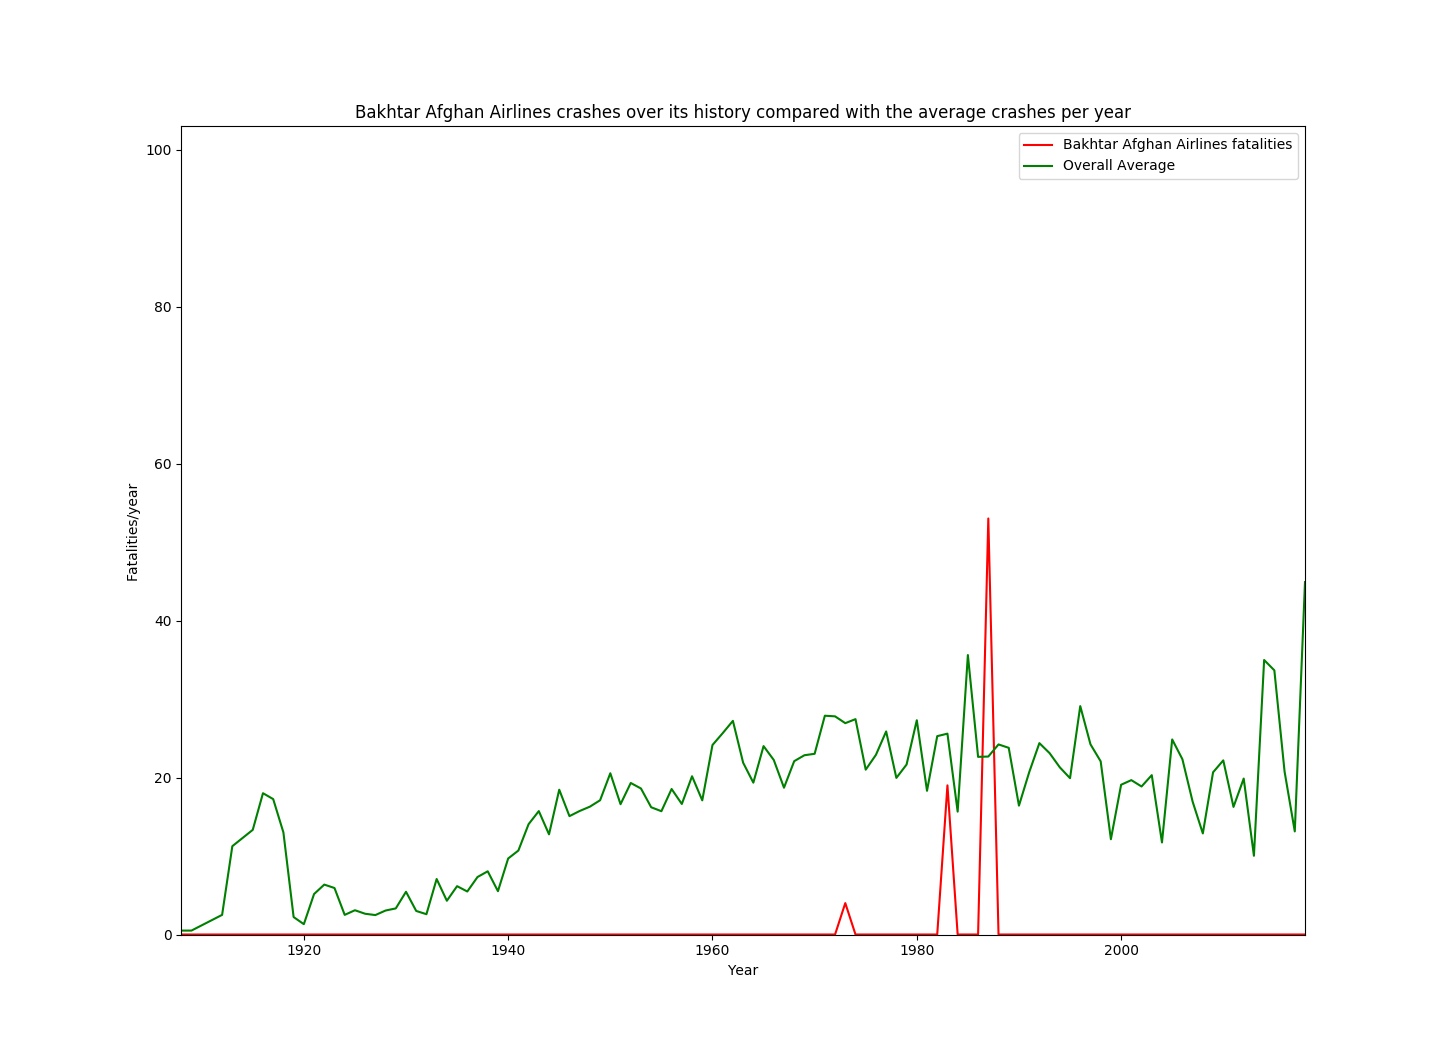 Bakhtar Afghan Airlines crashes over its history compared with the average crashes per year
Bakhtar Afghan Airlines fatalities
Overall Average
100
80
60
40
20
0
Fatalities/year
1920 1940 1960 1980 2000
Year